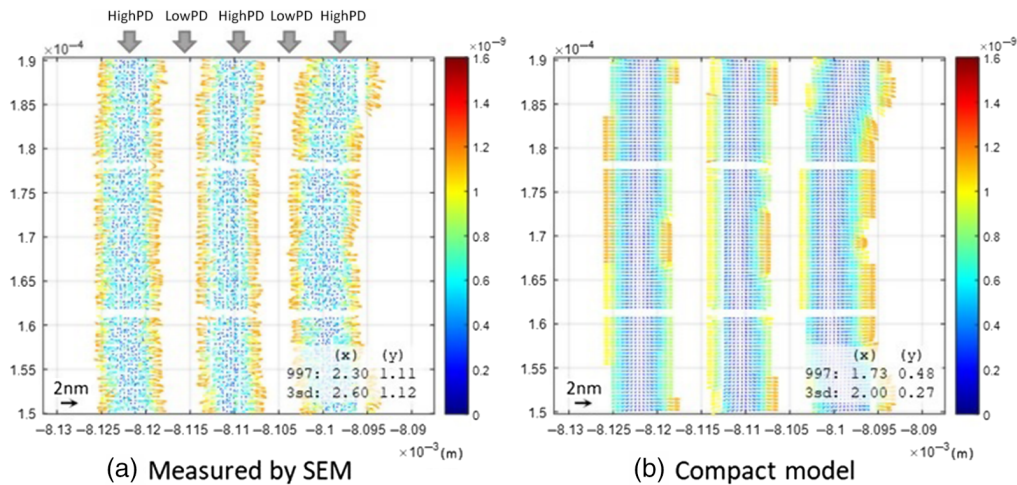 HighPD LowPD HighPD LowPD HighPD
×10⁻⁴
×10⁻⁹
×10⁻⁴
×10⁻⁹
1.9
1.85
1.8
1.75
1.7
1.65
1.6
1.55
1.5
1.6
1.4
1.2
1
0.8
0.6
0.4
0.2
0
1.9
1.85
1.8
1.75
1.7
1.65
1.6
1.55
1.5
1.6
1.4
1.2
1
0.8
0.6
0.4
0.2
0
(x) (y)
997: 2.30 1.11
3sd: 2.60 1.12
2nm
(x) (y)
997: 1.73 0.48
3sd: 2.00 0.27
2nm
−8.13 −8.125 −8.12 −8.115 −8.11 −8.105 −8.1 −8.095 −8.09
×10⁻³ (m)
−8.13 −8.125 −8.12 −8.115 −8.11 −8.105 −8.1 −8.095 −8.09
×10⁻³ (m)
(a) Measured by SEM
(b) Compact model